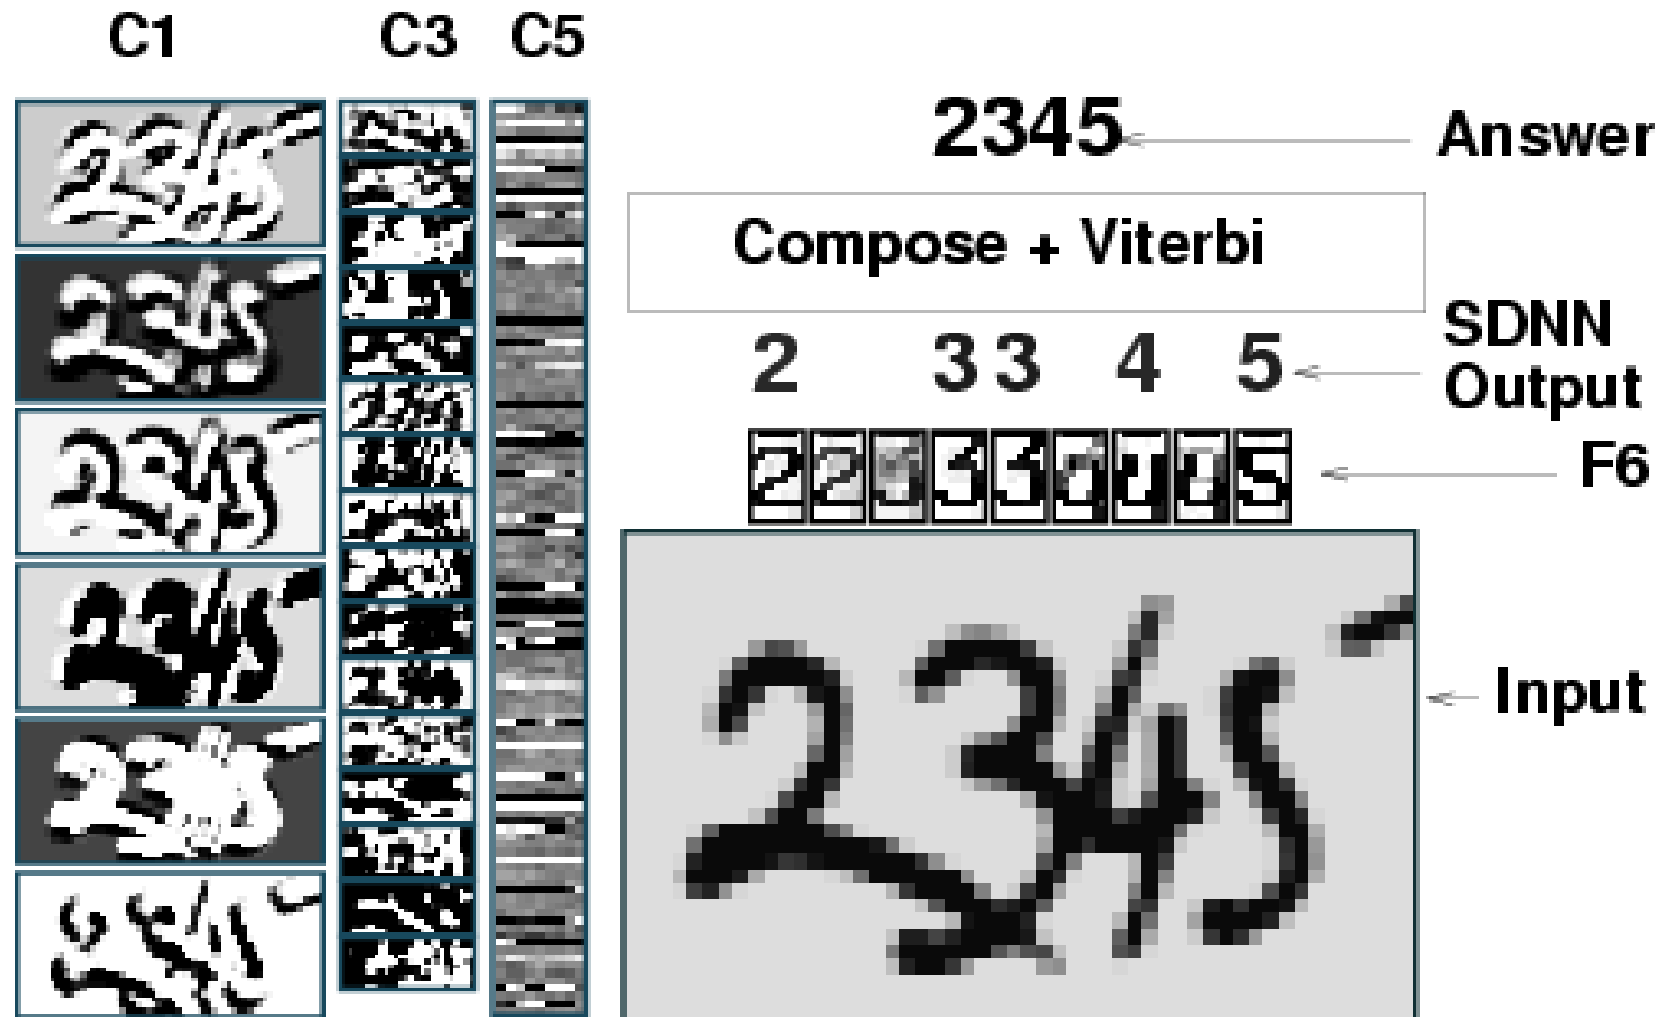 C1 C3 C5
2345 Answer
Compose + Viterbi
2 33 4 5 SDNN Output
F6
2345 Input